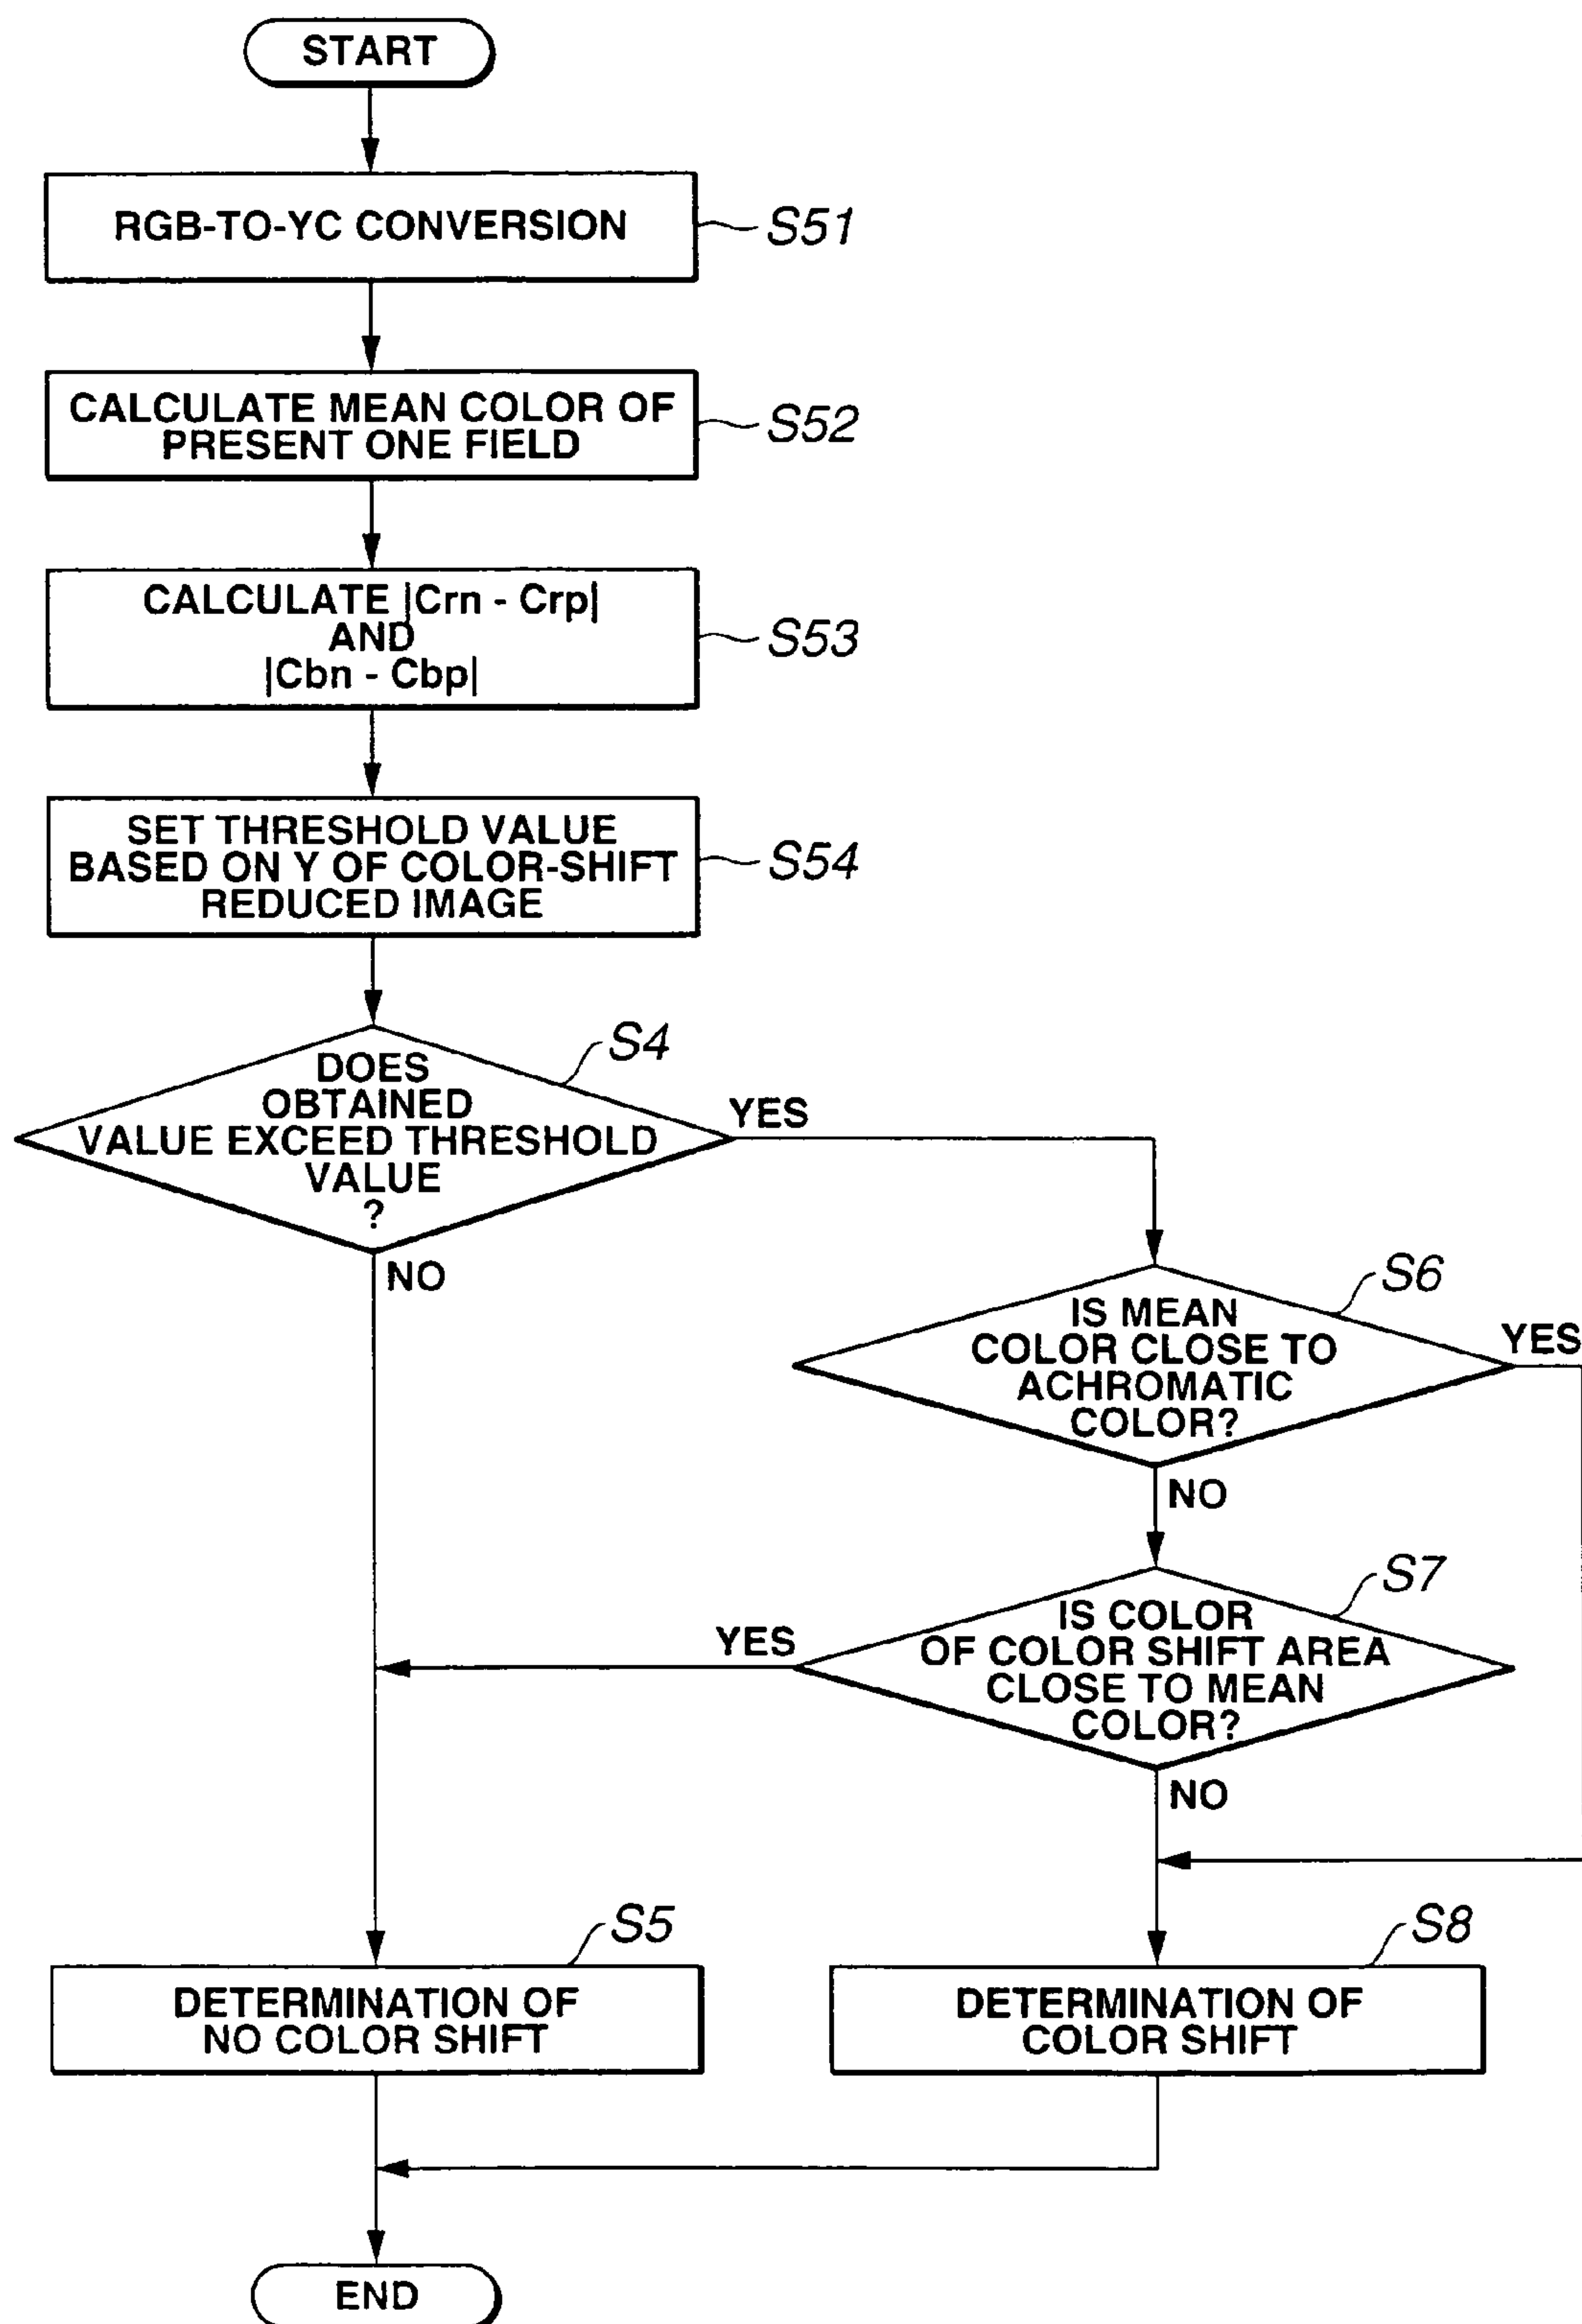 START
RGB-TO-YC CONVERSION
S51
CALCULATE MEAN COLOR OF
PRESENT ONE FIELD
S52
CALCULATE |Crn - Crp|
AND
|Cbn - Cbp|
S53
SET THRESHOLD VALUE
BASED ON Y OF COLOR-SHIFT
REDUCED IMAGE
S54
DOES
OBTAINED
VALUE EXCEED THRESHOLD
VALUE
?
S4
YES
NO
IS MEAN
COLOR CLOSE TO
ACHROMATIC
COLOR?
S6
YES
NO
IS COLOR
OF COLOR SHIFT AREA
CLOSE TO MEAN
COLOR?
S7
YES
NO
DETERMINATION OF
NO COLOR SHIFT
S5
DETERMINATION OF
COLOR SHIFT
S8
END